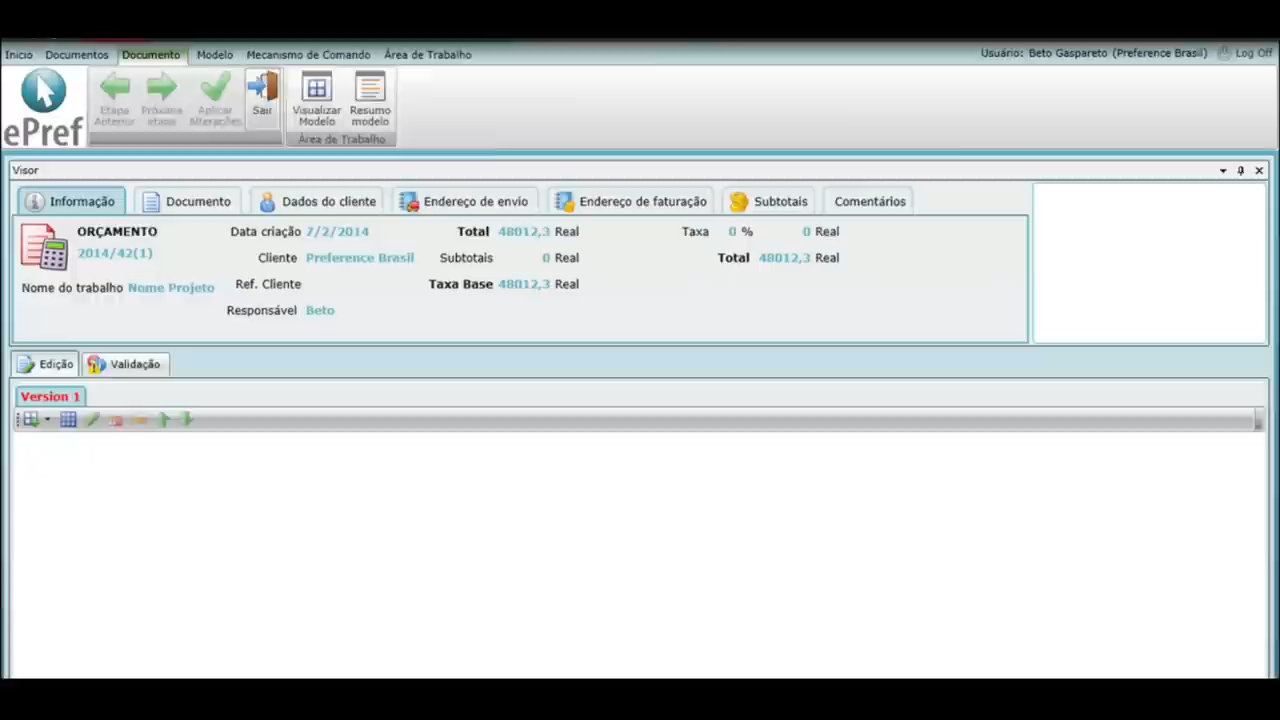 Inicio Documentos Documento Modelo Mecanismo de Comando Área de Trabalho Usuário: Beto Gaspareto (Preference Brasil) Log Off
ePref
Etapa Anterior
Próxima etapa
Aplicar Alterações
Sair
Visualizar Modelo
Resumo modelo
Área de Trabalho
Visor
Informação Documento Dados do cliente Endereço de envio Endereço de faturação Subtotais Comentários
ORÇAMENTO Data criação 7/2/2014 Total 48012,3 Real Taxa 0 % 0 Real
2014/42(1) Cliente Preference Brasil Subtotais 0 Real Total 48012,3 Real
Nome do trabalho Nome Projeto Ref. Cliente Taxa Base 48012,3 Real
Responsável Beto
Edição Validação
Version 1